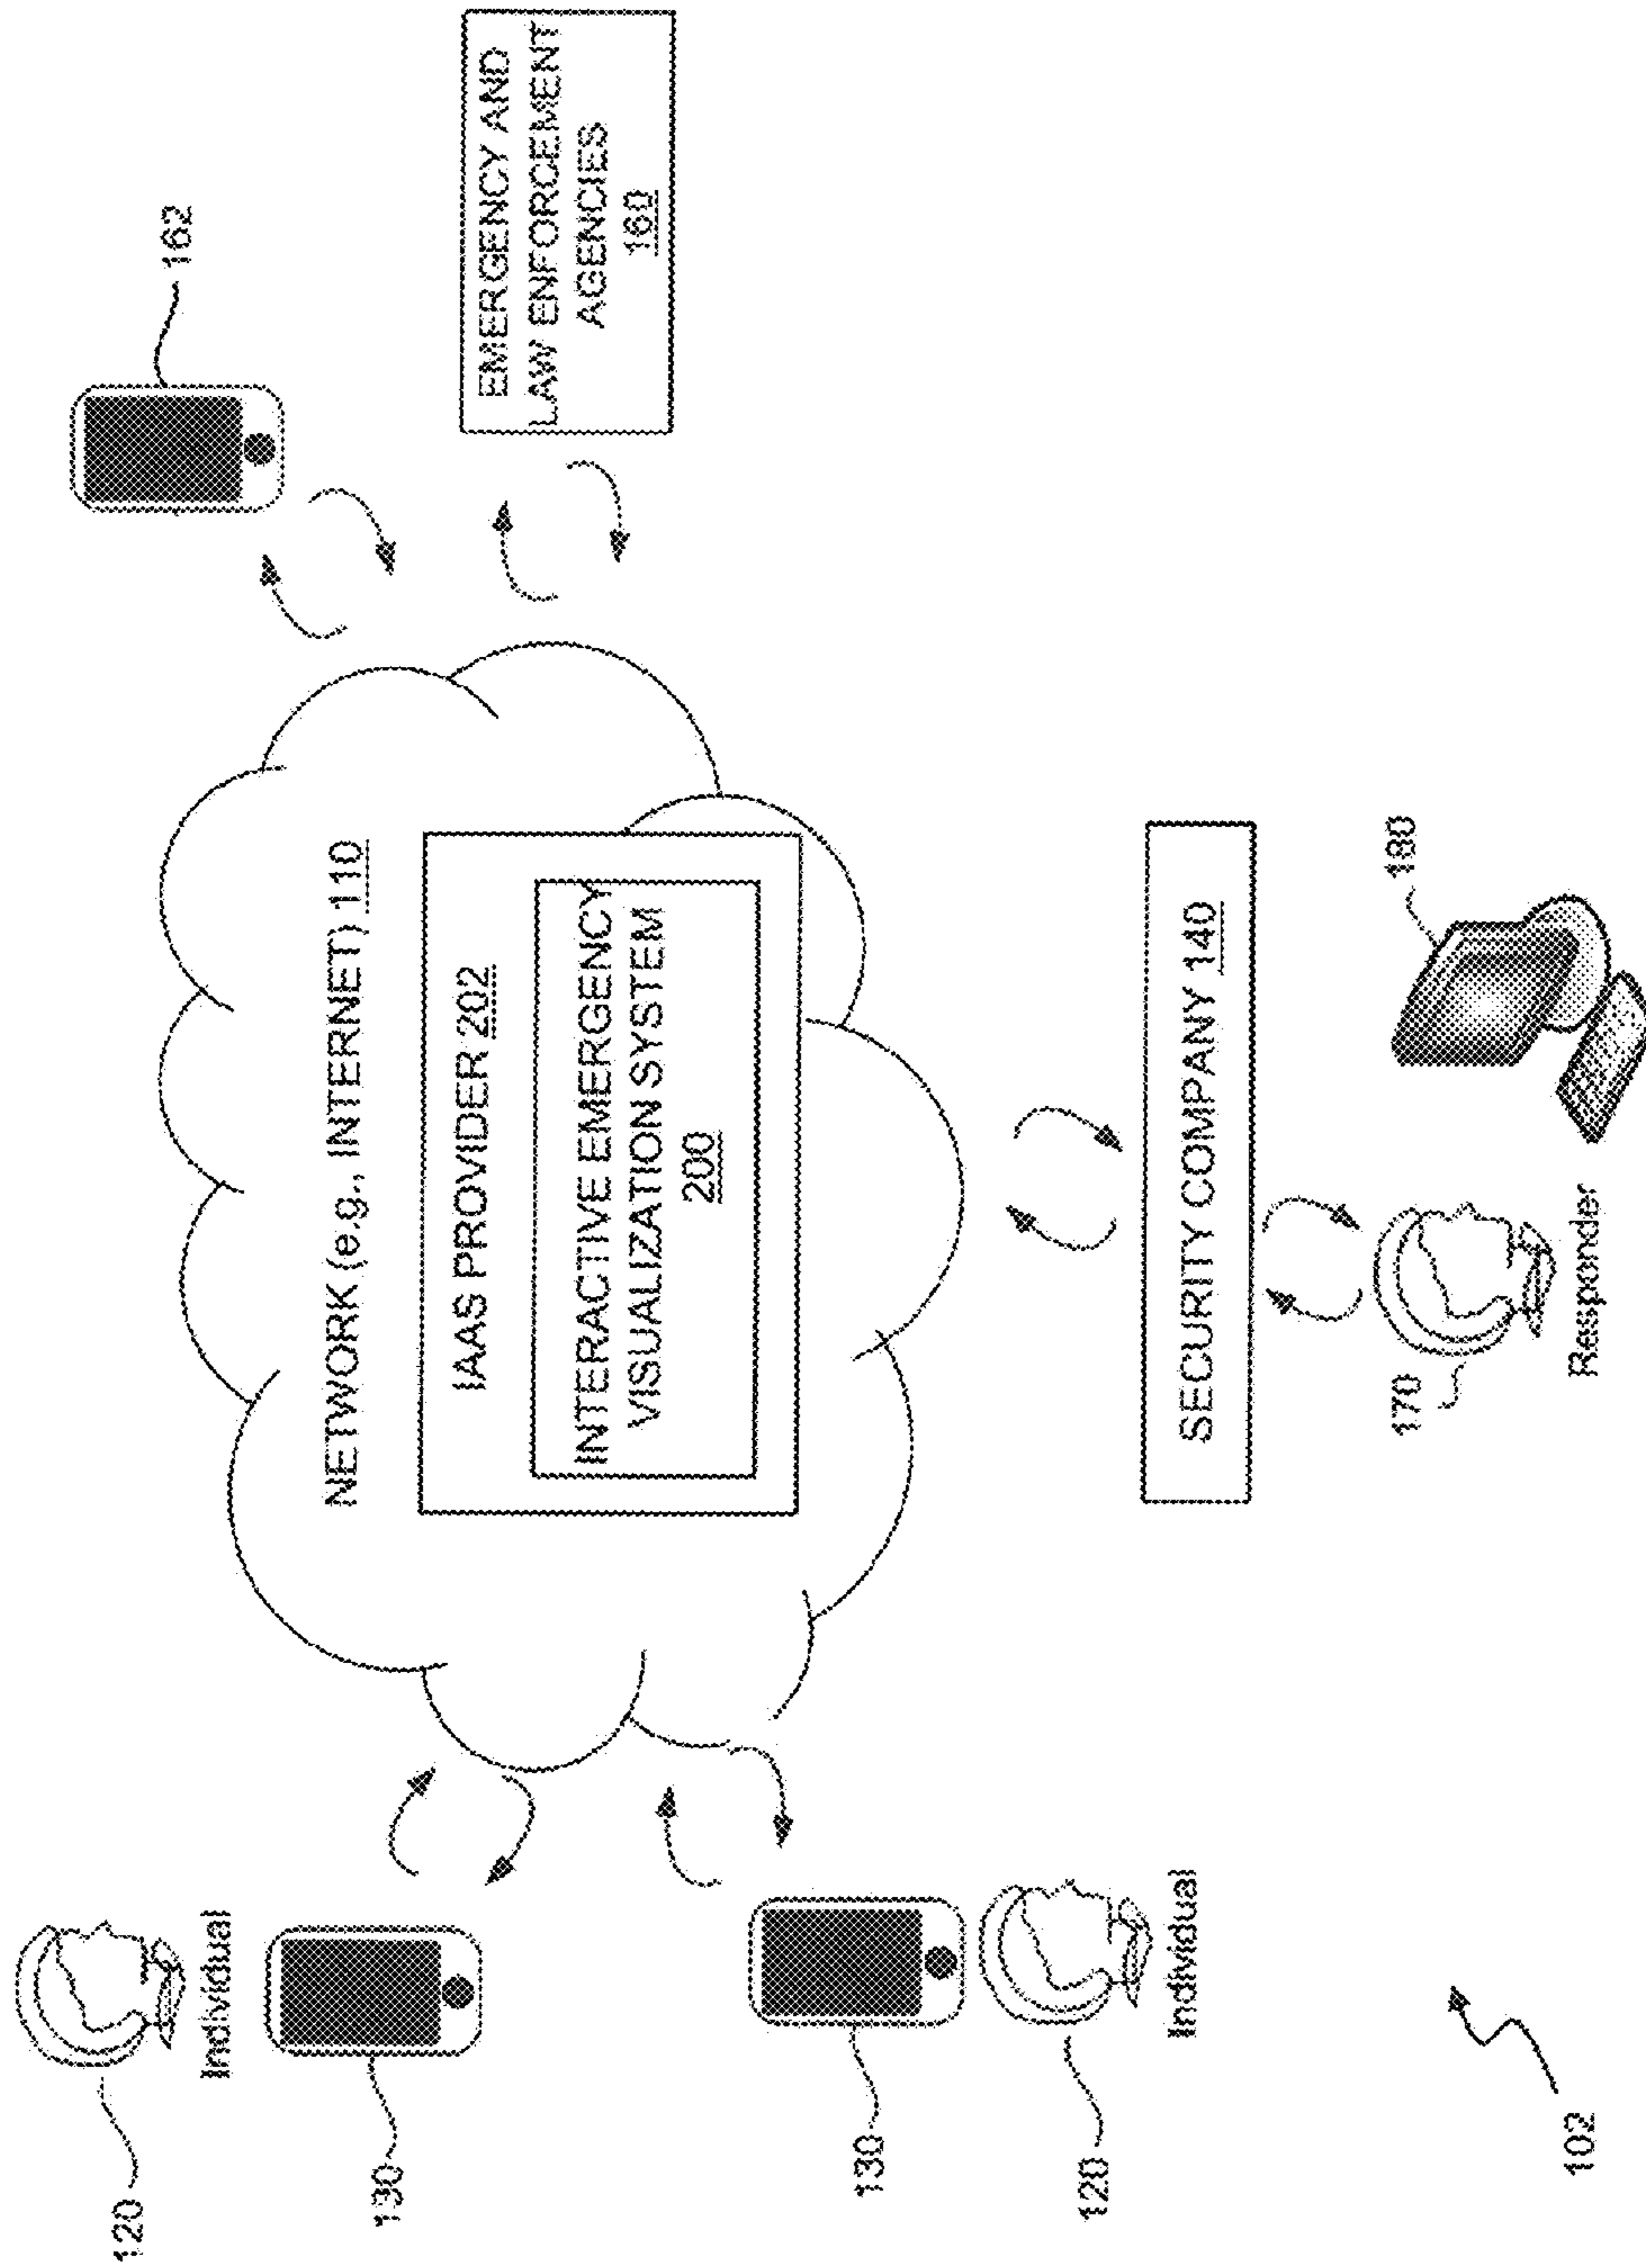 120
Individual
130
130
120
Individual
102
NETWORK (e.g., INTERNET) 110
IAAS PROVIDER 202
INTERACTIVE EMERGENCY
VISUALIZATION SYSTEM
200
162
EMERGENCY AND
LAW ENFORCEMENT
AGENCIES
160
SECURITY COMPANY 140
170
Responder
180